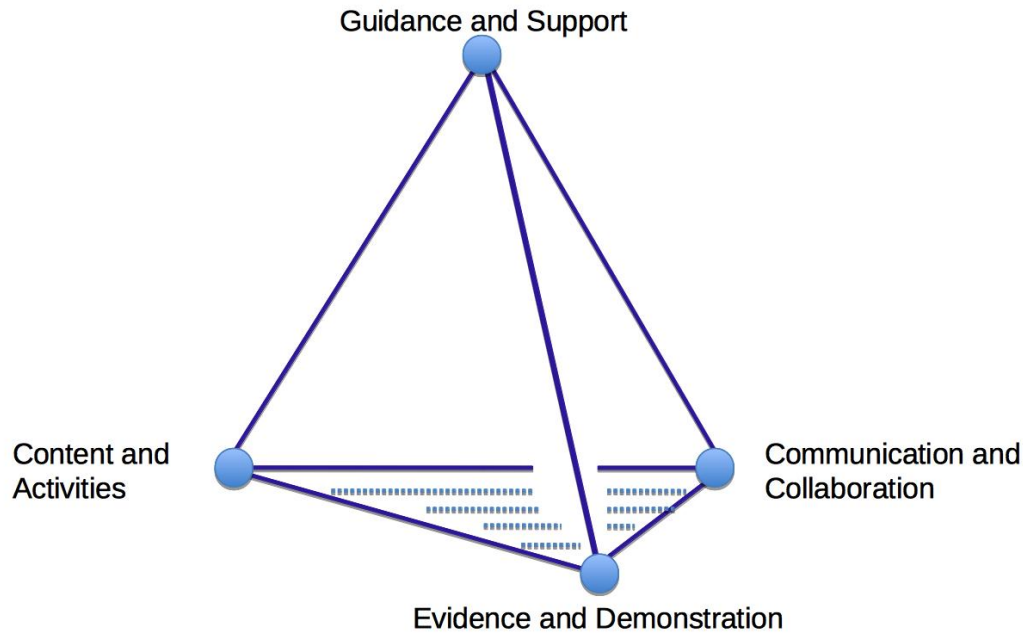 Guidance and Support
Content and
Activities
Communication and
Collaboration
Evidence and Demonstration